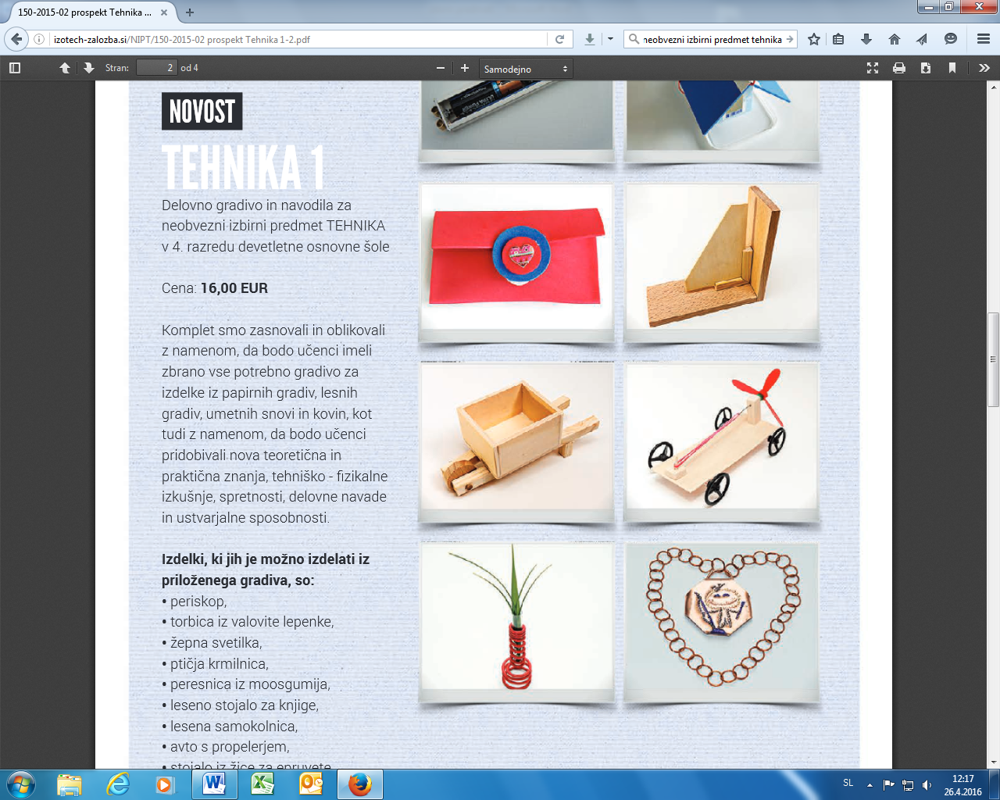 150-2015-02 prospekt Tehnika ...
izotech-zalozba.si/NIPT/150-2015-02 prospekt Tehnika 1-2.pdf
neobvezni izbirni predmet tehnika
Stran:
2
od 4
Samodejno
NOVOST
TEHNIKA 1
Delovno gradivo in navodila za
neobvezni izbirni predmet TEHNIKA
v 4. razredu devetletne osnovne šole
Cena: 16,00 EUR
Komplet smo zasnovali in oblikovali
z namenom, da bodo učenci imeli
zbrano vse potrebno gradivo za
izdelke iz papirnih gradiv, lesnih
gradiv, umetnih snovi in kovin, kot
tudi z namenom, da bodo učenci
pridobivali nova teoretična in
praktična znanja, tehniško - fizikalne
izkušnje, spretnosti, delovne navade
in ustvarjalne sposobnosti.
Izdelki, ki jih je možno izdelati iz
priloženega gradiva, so:
• periskop,
• torbica iz valovite lepenke,
• žepna svetilka,
• ptičja krmilnica,
• peresnica iz moosgumija,
• leseno stojalo za knjige,
• lesena samokolnica,
• avto s propelerjem,
• stojalo iz žice za epruveto
SL
12:17
26.4.2016